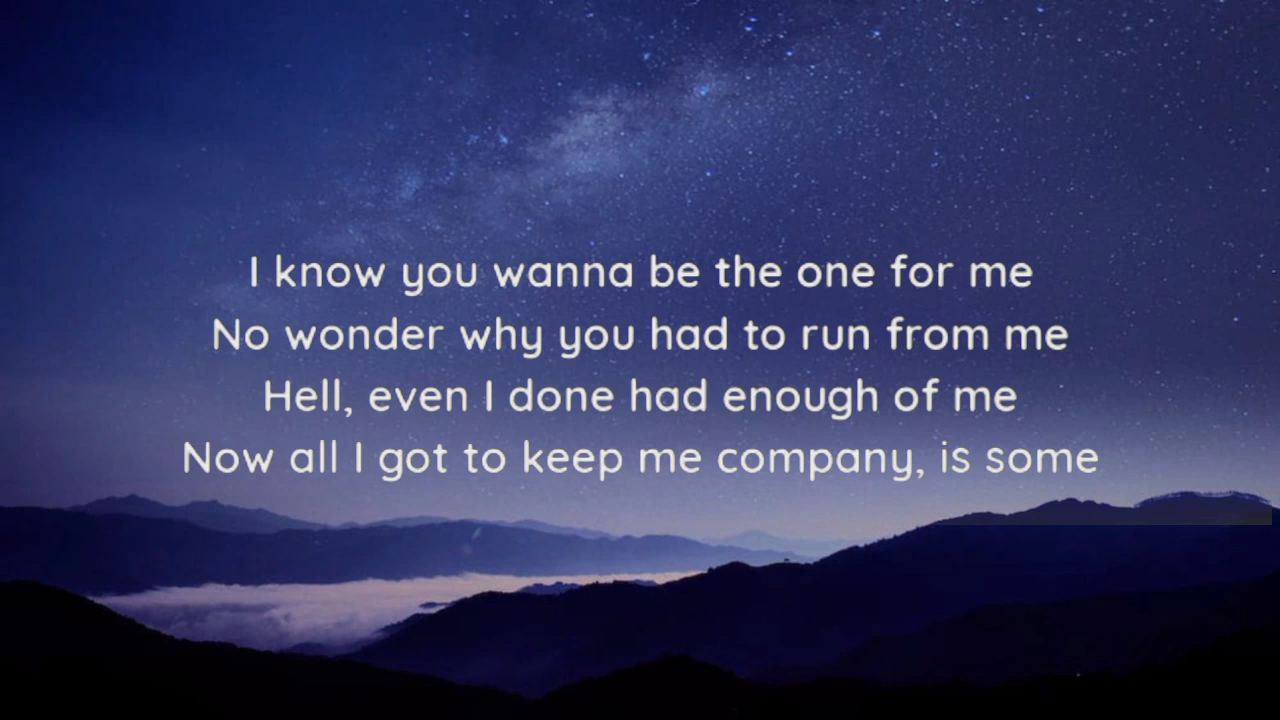 I know you wanna be the one for me
No wonder why you had to run from me
Hell, even I done had enough of me
Now all I got to keep me company, is some